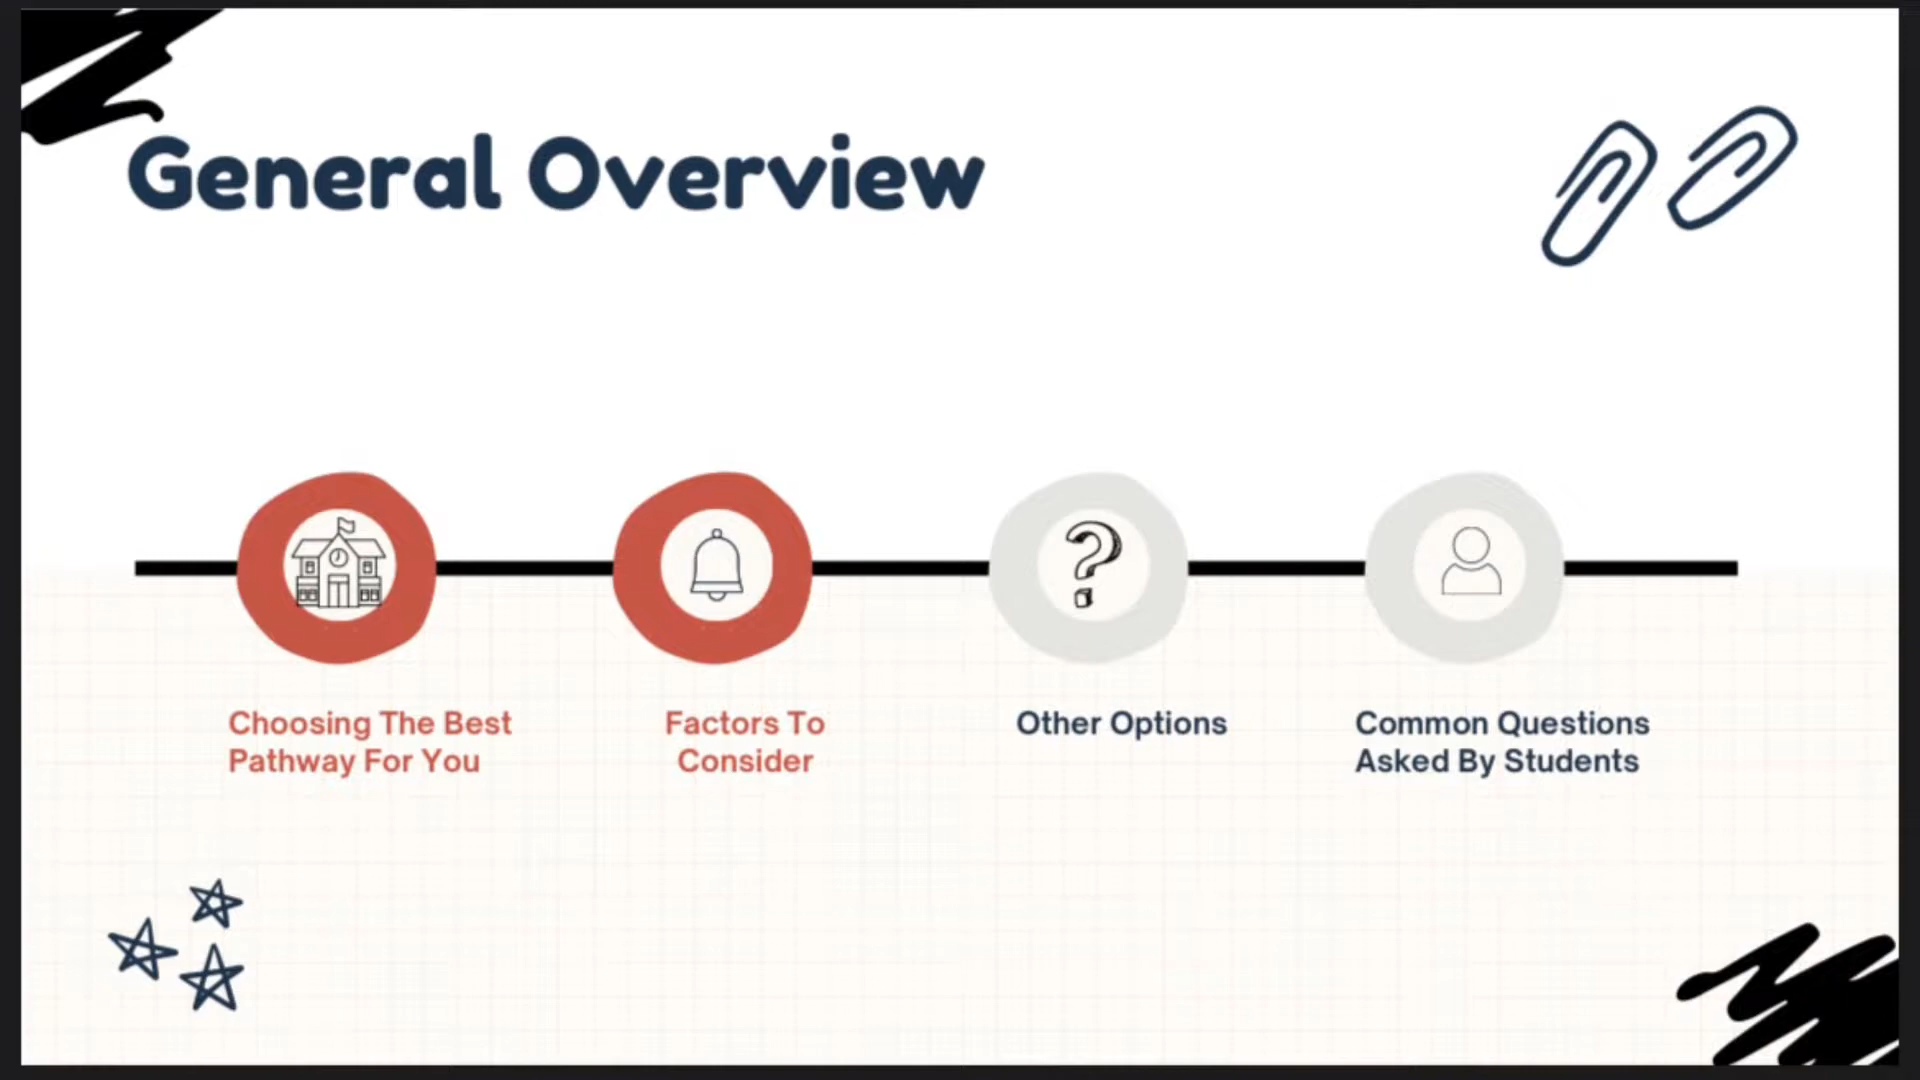 General Overview
Choosing The Best
Pathway For You
Factors To
Consider
Other Options
Common Questions
Asked By Students